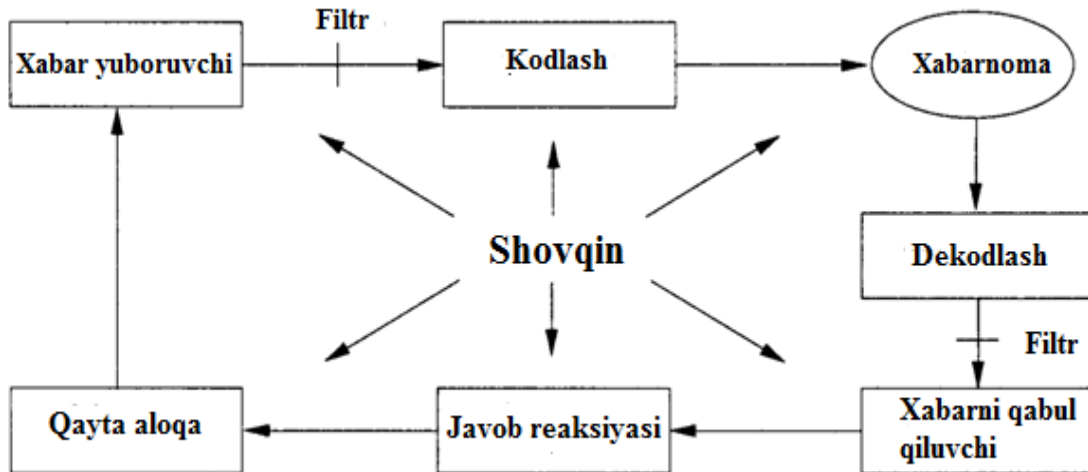 Filtr
Xabar yuboruvchi
Kodlash
Xabarnoma
Shovqin
Dekodlash
Filtr
Qayta aloqa
Javob reaksiyasi
Xabarni qabul
qiluvchi